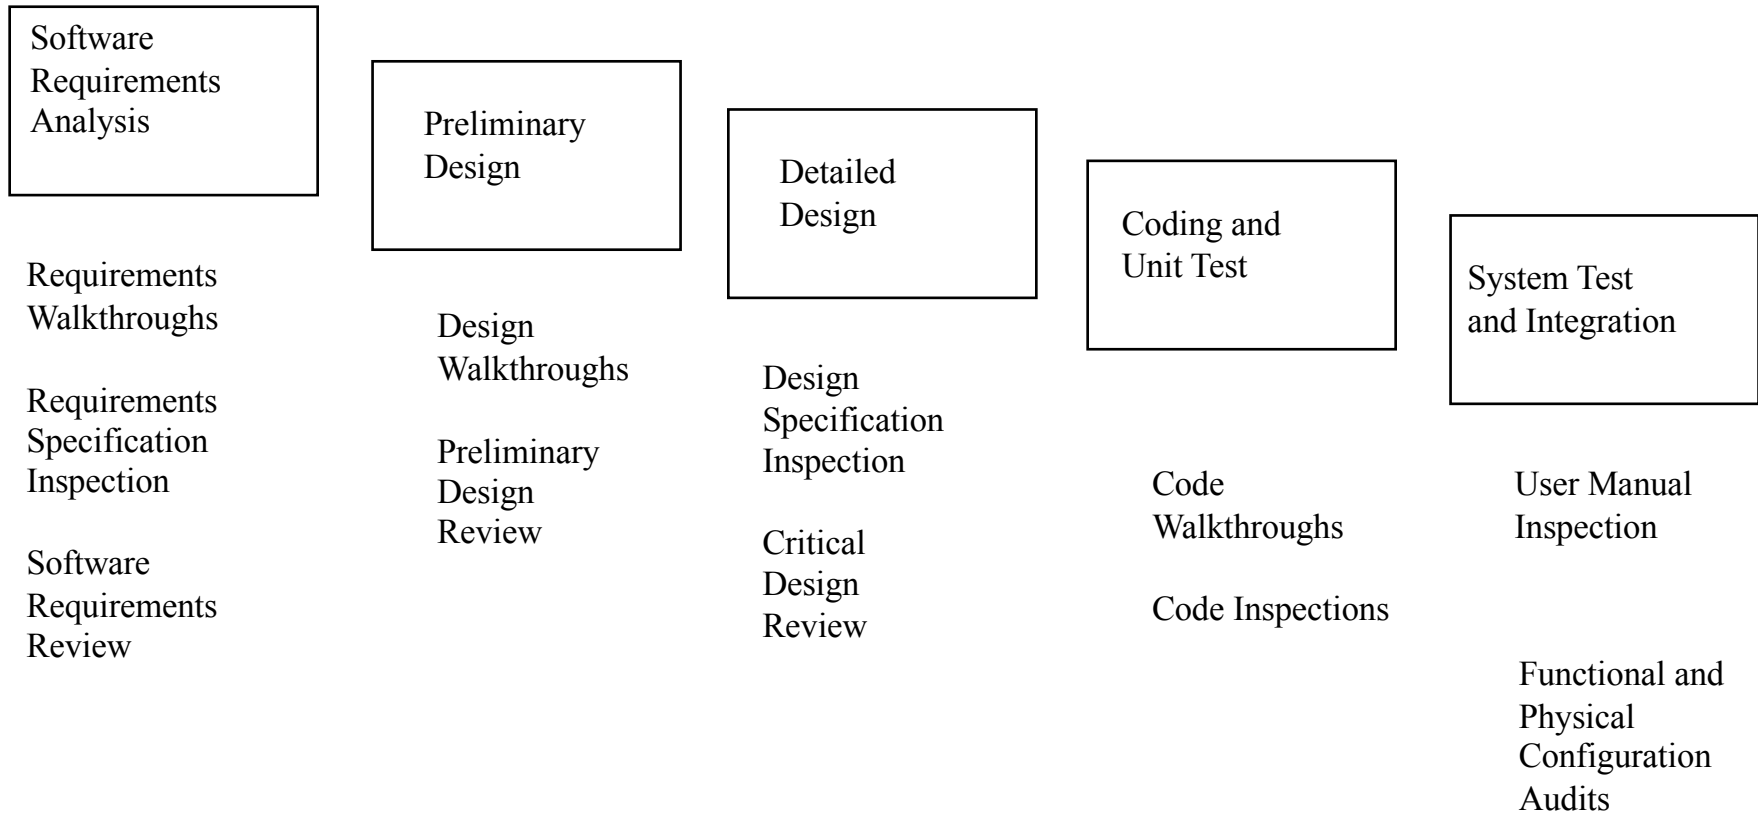 Software
Requirements
Analysis
Requirements
Walkthroughs
Requirements
Specification
Inspection
Software
Requirements
Review
Preliminary
Design
Design
Walkthroughs
Preliminary
Design
Review
Detailed
Design
Design
Specification
Inspection
Critical
Design
Review
Coding and
Unit Test
Code
Walkthroughs
Code Inspections
System Test
and Integration
User Manual
Inspection
Functional and
Physical
Configuration
Audits